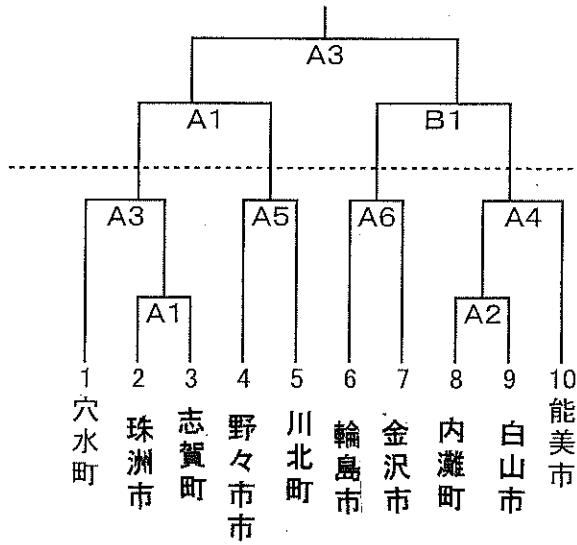 A3
A1
B1
A3
A5
A6
A4
A1
A2
1 穴水町
2 珠洲市
3 志賀町
4 野々市市
5 川北町
6 輪島市
7 金沢市
8 内灘町
9 白山市
10 能美市